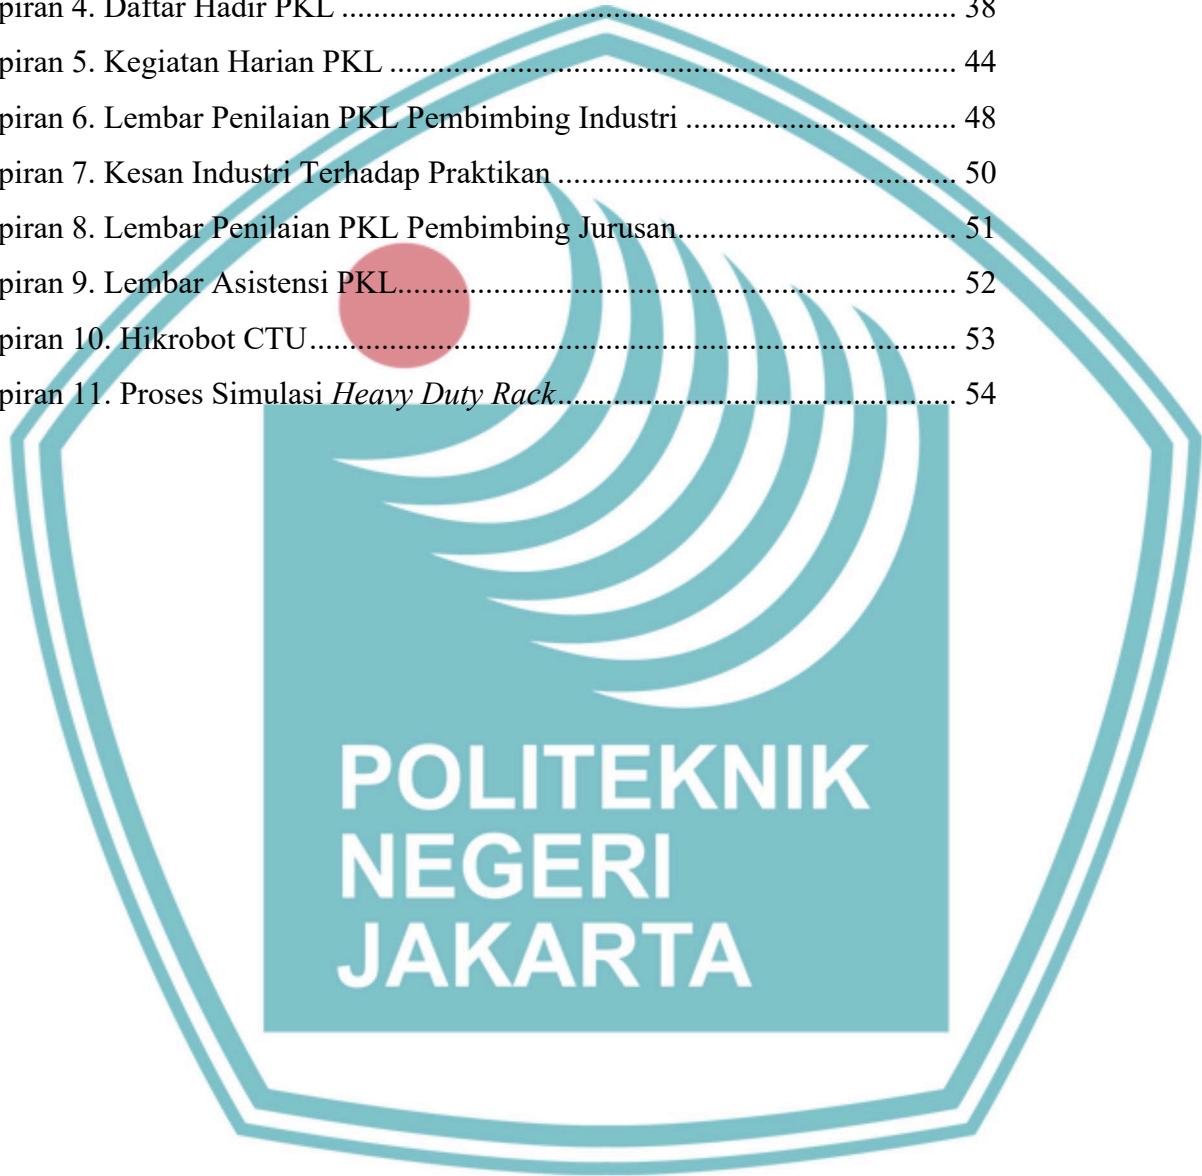 piran 4. Daftar Hadir PKL ........................................................................... 38
piran 5. Kegiatan Harian PKL ..................................................................... 44
piran 6. Lembar Penilaian PKL Pembimbing Industri ................................. 48
piran 7. Kesan Industri Terhadap Praktikan ................................................. 50
piran 8. Lembar Penilaian PKL Pembimbing Jurusan.................................. 51
piran 9. Lembar Asistensi PKL.................................................................... 52
piran 10. Hikrobot CTU............................................................................... 53
piran 11. Proses Simulasi Heavy Duty Rack................................................. 54
POLITEKNIK
NEGERI
JAKARTA